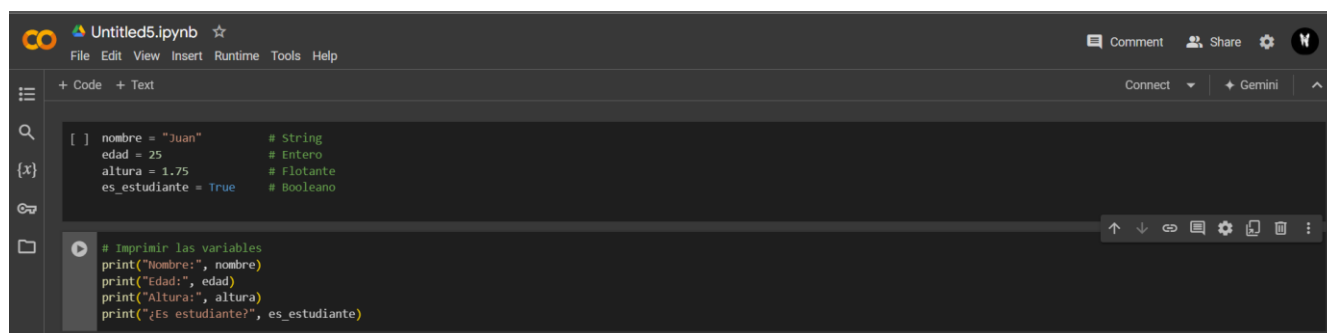 CO Untitled5.ipynb
File Edit View Insert Runtime Tools Help
Comment Share
+ Code + Text
Connect Gemini
{x}
[ ] nombre = "Juan" # String
edad = 25 # Entero
altura = 1.75 # Flotante
es_estudiante = True # Booleano
# Imprimir las variables
print("Nombre:", nombre)
print("Edad:", edad)
print("Altura:", altura)
print("¿Es estudiante?", es_estudiante)